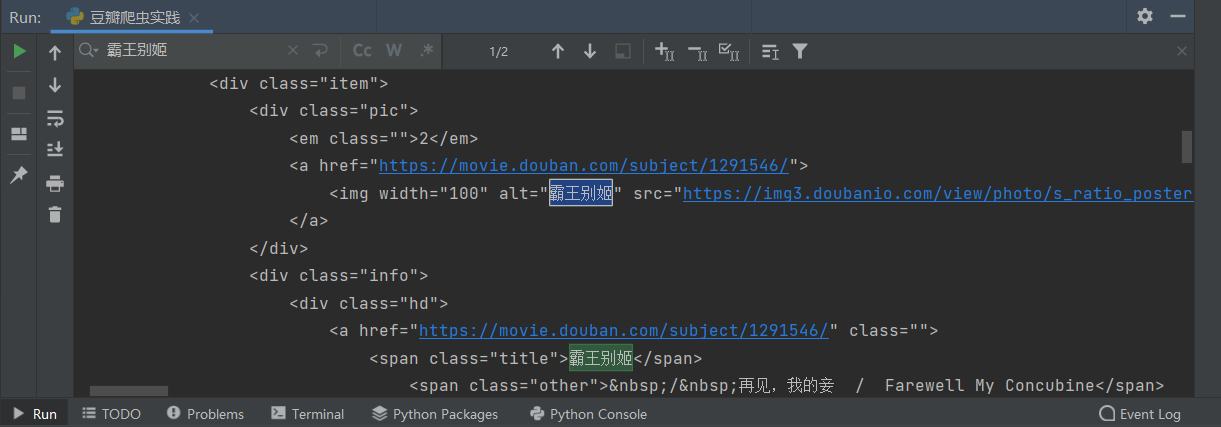 Run: 豆瓣爬虫实践
霸王别姬 Cc W .* 1/2
<div class="item">
<div class="pic">
<em class="">2</em>
<a href="https://movie.douban.com/subject/1291546/">
<img width="100" alt="霸王别姬" src="https://img3.doubanio.com/view/photo/s_ratio_poster
</a>
</div>
<div class="info">
<div class="hd">
<a href="https://movie.douban.com/subject/1291546/" class="">
<span class="title">霸王别姬</span>
<span class="other">&nbsp;/&nbsp;再见，我的妾  /  Farewell My Concubine</span>
Run TODO Problems Terminal Python Packages Python Console Event Log